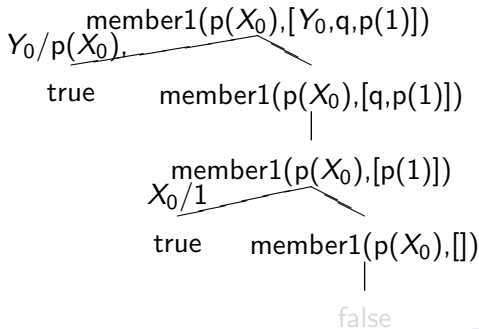 member1(p(X₀),[Y₀,q,p(1)])
Y₀/p(X₀),
true member1(p(X₀),[q,p(1)])
member1(p(X₀),[p(1)])
X₀/1
true member1(p(X₀),[])
false